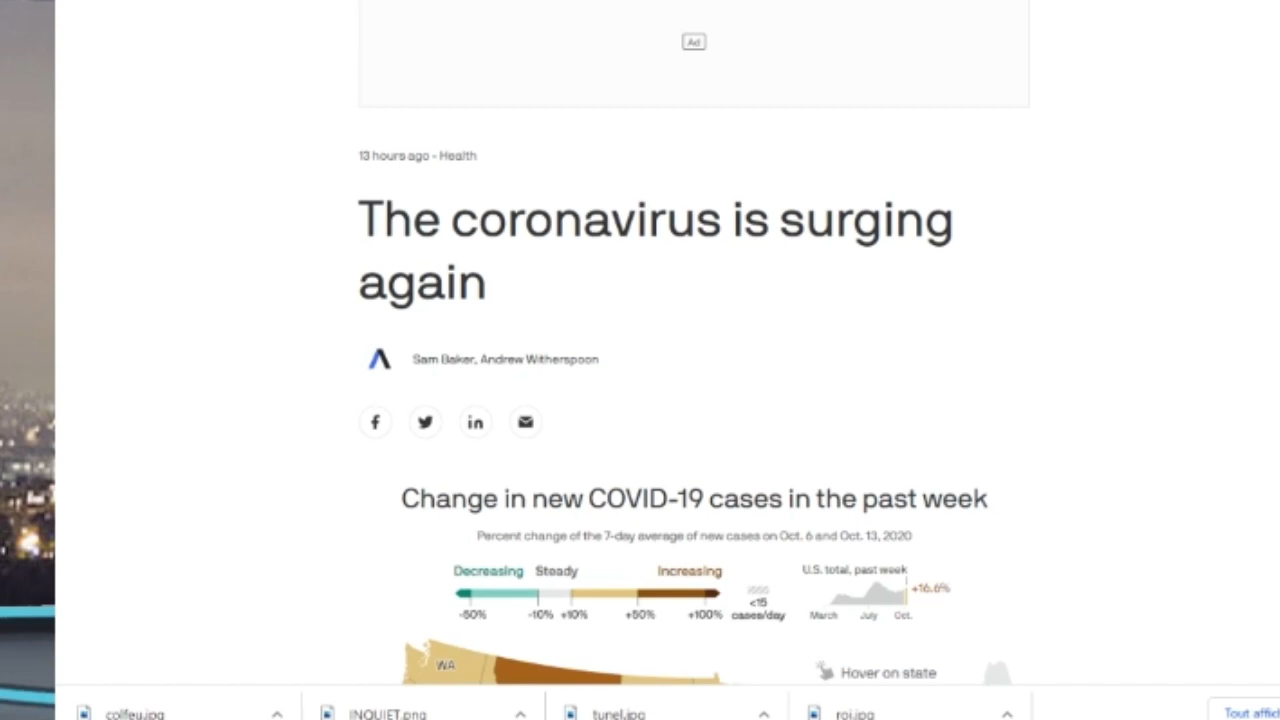 Ad
13 hours ago - Health
The coronavirus is surging
again
Sam Baker, Andrew Witherspoon
Change in new COVID-19 cases in the past week
Percent change of the 7-day average of new cases on Oct. 6 and Oct. 13, 2020
Decreasing Steady Increasing
-50% -10% +10% +50% +100%
<15
cases/day
U.S. total, past week
+16.6%
March July Oct.
WA
Hover on state
colfeu.jpg INQUIET.png tunel.jpg roi.jpg Tout affic